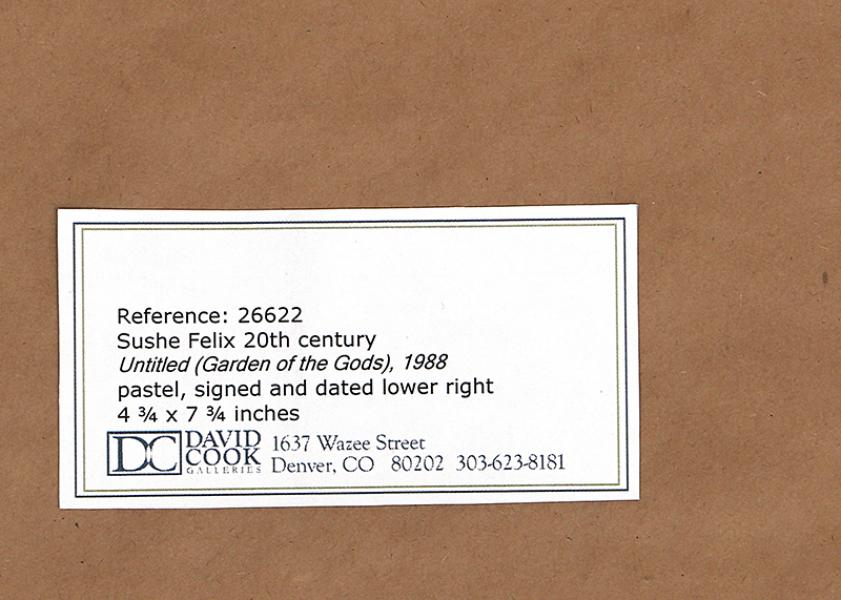 Reference: 26622
Sushe Felix 20th century
Untitled (Garden of the Gods), 1988
pastel, signed and dated lower right
4 ¾ x 7 ¾ inches
DC DAVID COOK GALLERIES
1637 Wazee Street
Denver, CO 80202 303-623-8181